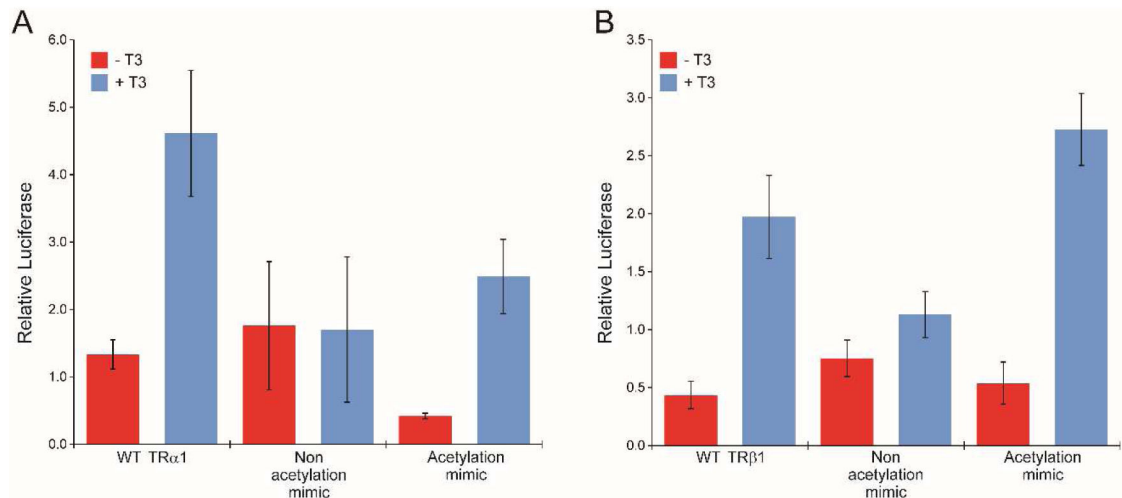 A
6.0
5.0
4.0
3.0
2.0
1.0
0.0
Relative Luciferase
- T3
+ T3
WT TRα1
Non
acetylation
mimic
Acetylation
mimic
B
3.5
3.0
2.5
2.0
1.5
1.0
0.5
0.0
Relative Luciferase
- T3
+ T3
WT TRβ1
Non
acetylation
mimic
Acetylation
mimic